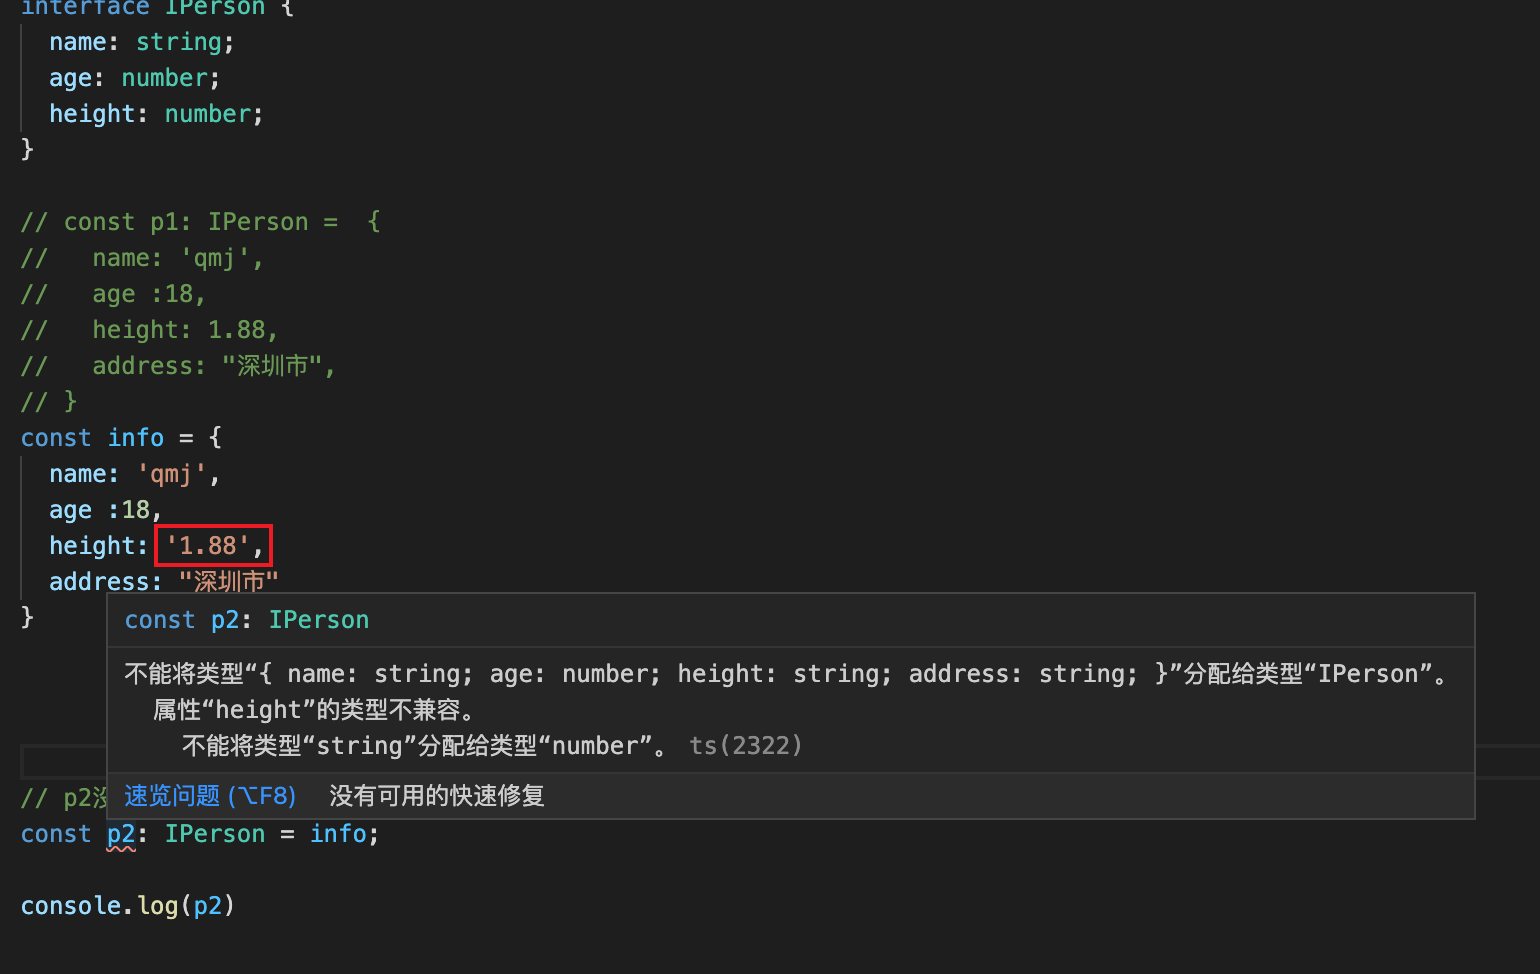 interface IPerson {
name: string;
age: number;
height: number;
}
// const p1: IPerson =  {
//   name: 'qmj',
//   age :18,
//   height: 1.88,
//   address: "深圳市",
// }
const info = {
name: 'qmj',
age :18,
height: '1.88',
address: "深圳市"
}
const p2: IPerson
不能将类型“{ name: string; age: number; height: string; address: string; }”分配给类型“IPerson”。
属性“height”的类型不兼容。
不能将类型“string”分配给类型“number”。 ts(2322)
速览问题 (⌥F8) 没有可用的快速修复
// p2
const p2: IPerson = info;
console.log(p2)